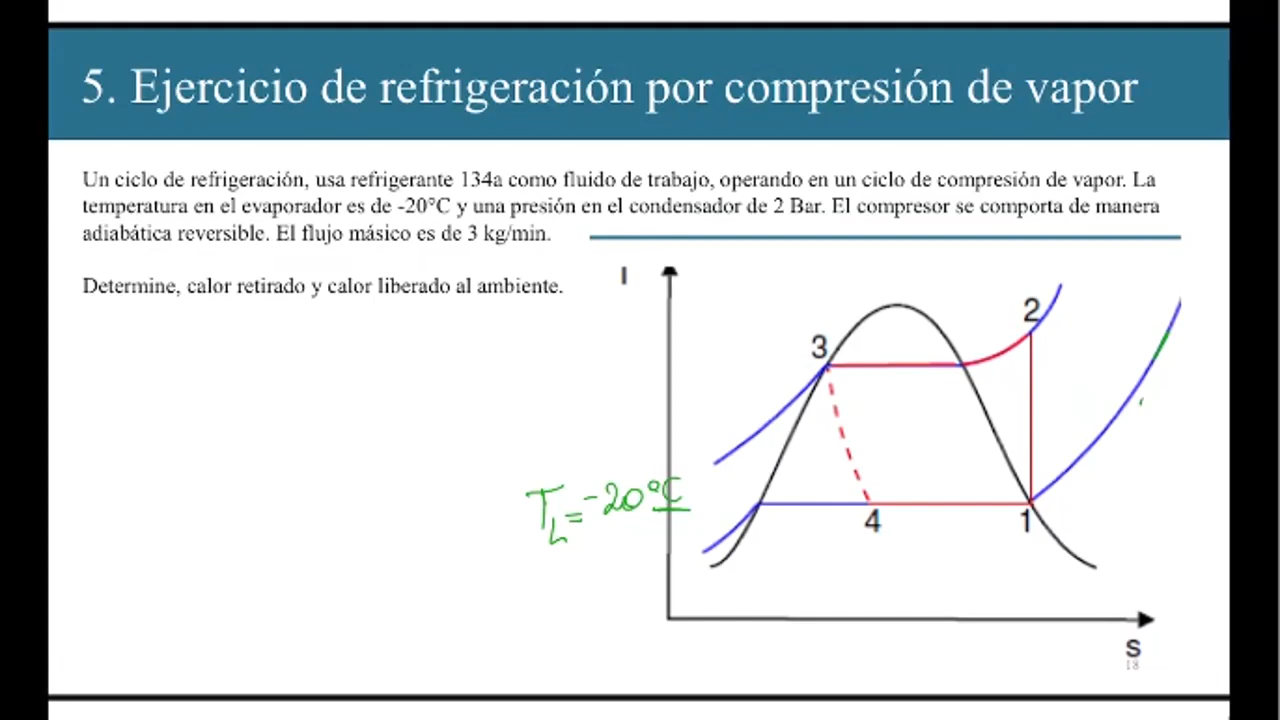 5. Ejercicio de refrigeración por compresión de vapor
Un ciclo de refrigeración, usa refrigerante 134a como fluido de trabajo, operando en un ciclo de compresión de vapor. La
temperatura en el evaporador es de -20°C y una presión en el condensador de 2 Bar. El compresor se comporta de manera
adiabática reversible. El flujo másico es de 3 kg/min.
Determine, calor retirado y calor liberado al ambiente.
2
3
T_L = -20°C
4
1
s
18